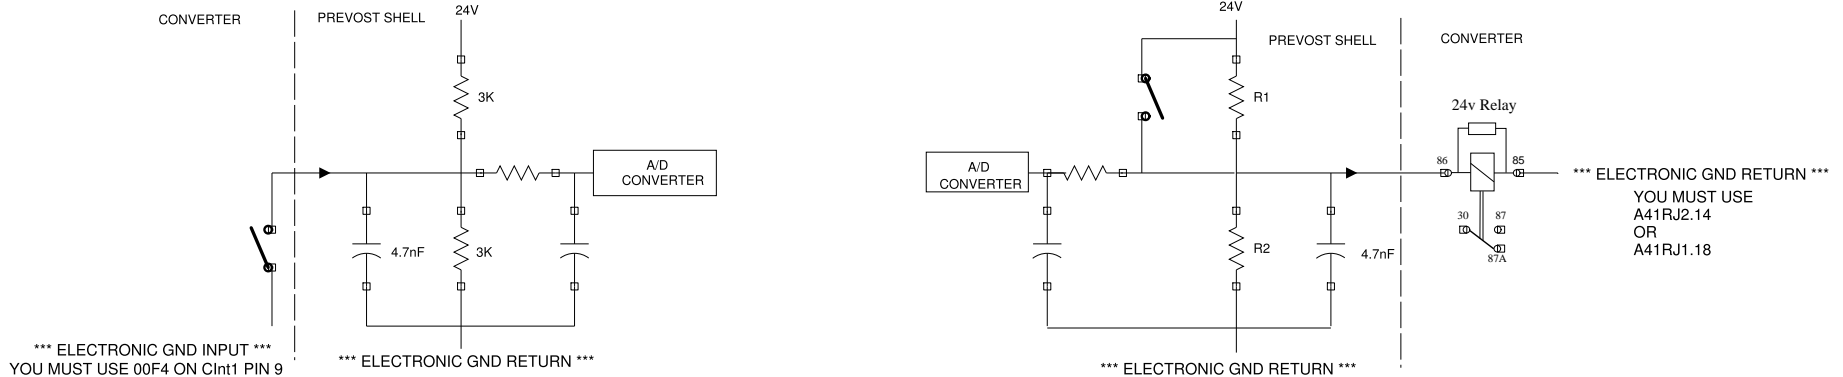 CONVERTER
PREVOST SHELL
24V
3K
A/D
CONVERTER
4.7nF
3K
*** ELECTRONIC GND INPUT ***
YOU MUST USE 00F4 ON CInt1 PIN 9
*** ELECTRONIC GND RETURN ***
24V
PREVOST SHELL
CONVERTER
R1
24v Relay
A/D
CONVERTER
86
85
*** ELECTRONIC GND RETURN ***
YOU MUST USE
A41RJ2.14
OR
A41RJ1.18
30
87
87A
R2
4.7nF
*** ELECTRONIC GND RETURN ***